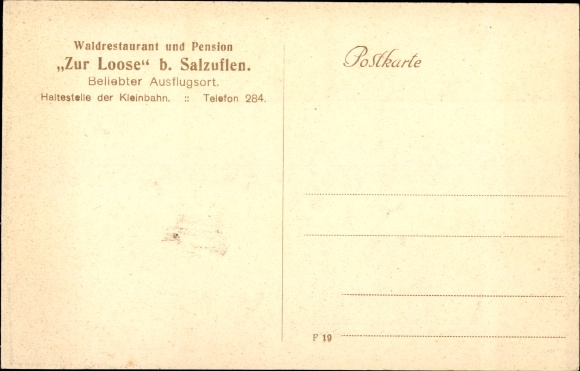 Waldrestaurant und Pension
„Zur Loose“ b. Salzuflen.
Beliebter Ausflugsort.
Haltestelle der Kleinbahn. :: Telefon 284.
Postkarte
F 19